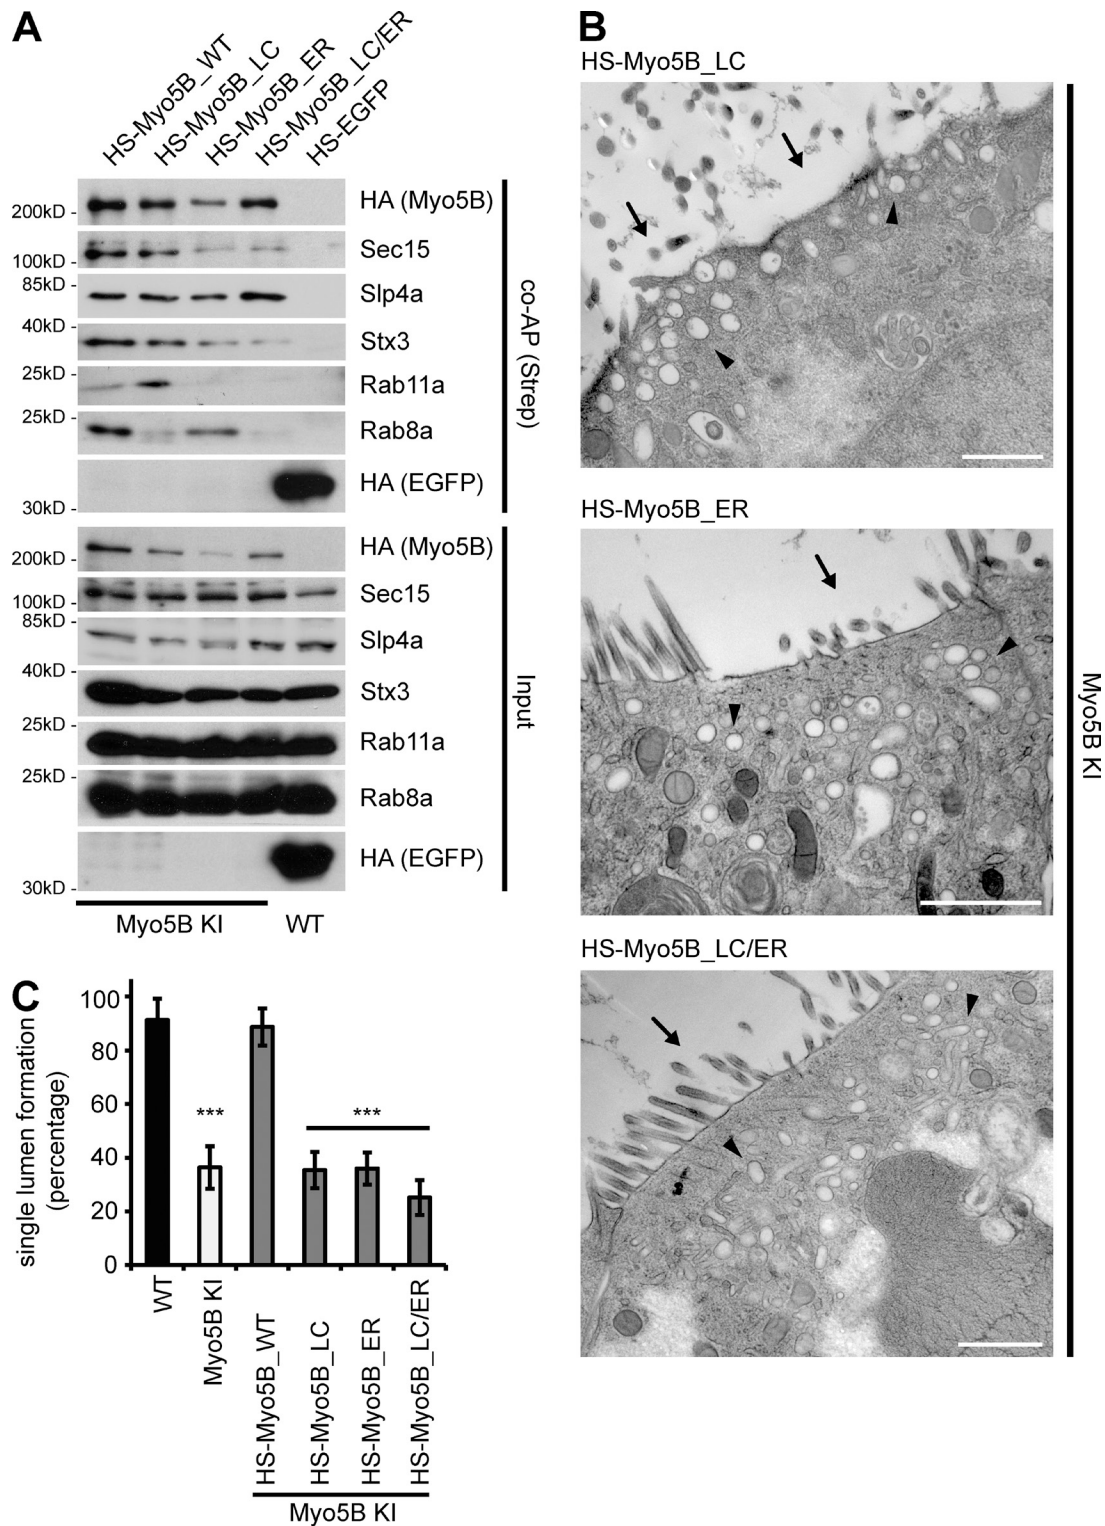 A
HS-Myo5B_WT
HS-Myo5B_LC
HS-Myo5B_ER
HS-Myo5B_LC/ER
HS-EGFP
200kD - HA (Myo5B)
100kD - Sec15
85kD - Slp4a
40kD - Stx3
25kD - Rab11a
25kD - Rab8a
30kD - HA (EGFP)
co-AP (Strep)
200kD - HA (Myo5B)
100kD - Sec15
85kD - Slp4a
40kD - Stx3
25kD - Rab11a
25kD - Rab8a
30kD - HA (EGFP)
Input
Myo5B KI WT
B
HS-Myo5B_LC
HS-Myo5B_ER
HS-Myo5B_LC/ER
Myo5B KI
C
single lumen formation
(percentage)
100
80
60
40
20
0
***
***
WT
Myo5B KI
HS-Myo5B_WT
HS-Myo5B_LC
HS-Myo5B_ER
HS-Myo5B_LC/ER
Myo5B KI